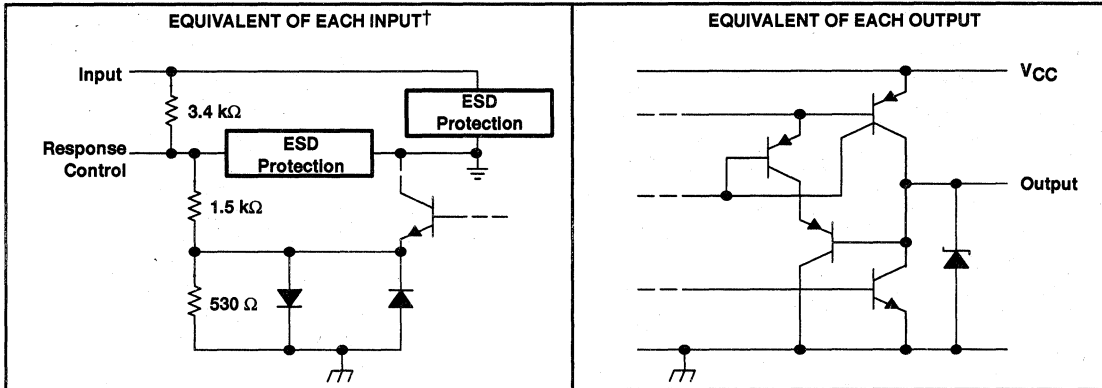 EQUIVALENT OF EACH INPUT†
Input
3.4 kΩ
ESD
Protection
Response
Control
ESD
Protection
1.5 kΩ
530 Ω
EQUIVALENT OF EACH OUTPUT
VCC
Output